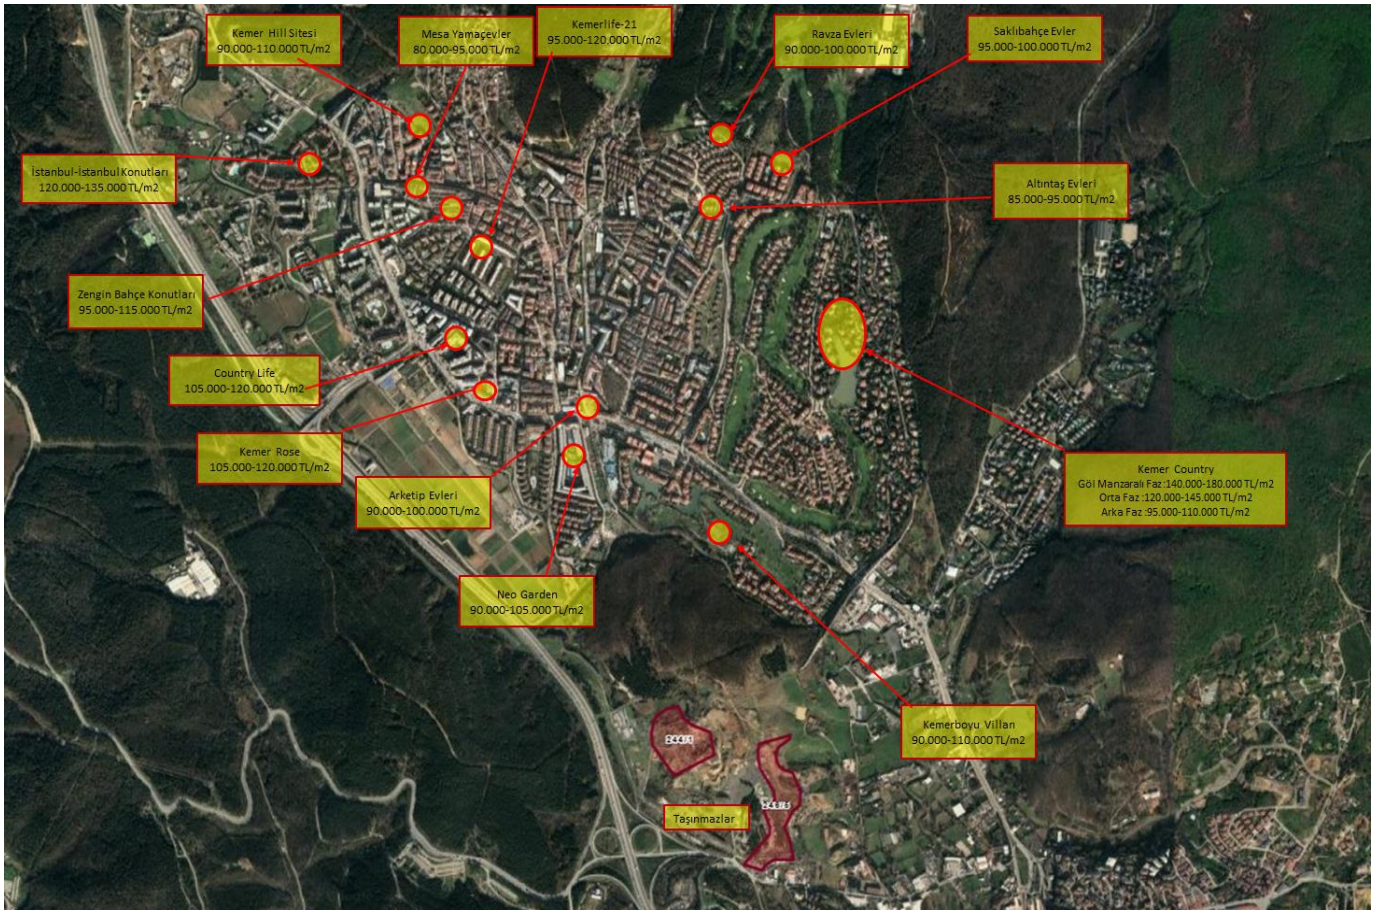 Kemer Hill Sitesi
90.000-110.000 TL/m2
Mesa Yamaçevler
80.000-95.000 TL/m2
Kemerlife-21
95.000-120.000 TL/m2
Ravza Evleri
90.000-100.000 TL/m2
Saklıbahçe Evler
95.000-100.000 TL/m2
İstanbul-İstanbul Konutları
120.000-135.000 TL/m2
Altıntaş Evleri
85.000-95.000 TL/m2
Zengin Bahçe Konutları
95.000-115.000 TL/m2
Country Life
105.000-120.000 TL/m2
Kemer Rose
105.000-120.000 TL/m2
Arketip Evleri
90.000-100.000 TL/m2
Kemer Country
Göl Manzaralı Faz :140.000-180.000 TL/m2
Orta Faz :120.000-145.000 TL/m2
Arka Faz :95.000-110.000 TL/m2
Neo Garden
90.000-105.000 TL/m2
Kemerboyu Vilları
90.000-110.000 TL/m2
244/1
Taşınmazlar